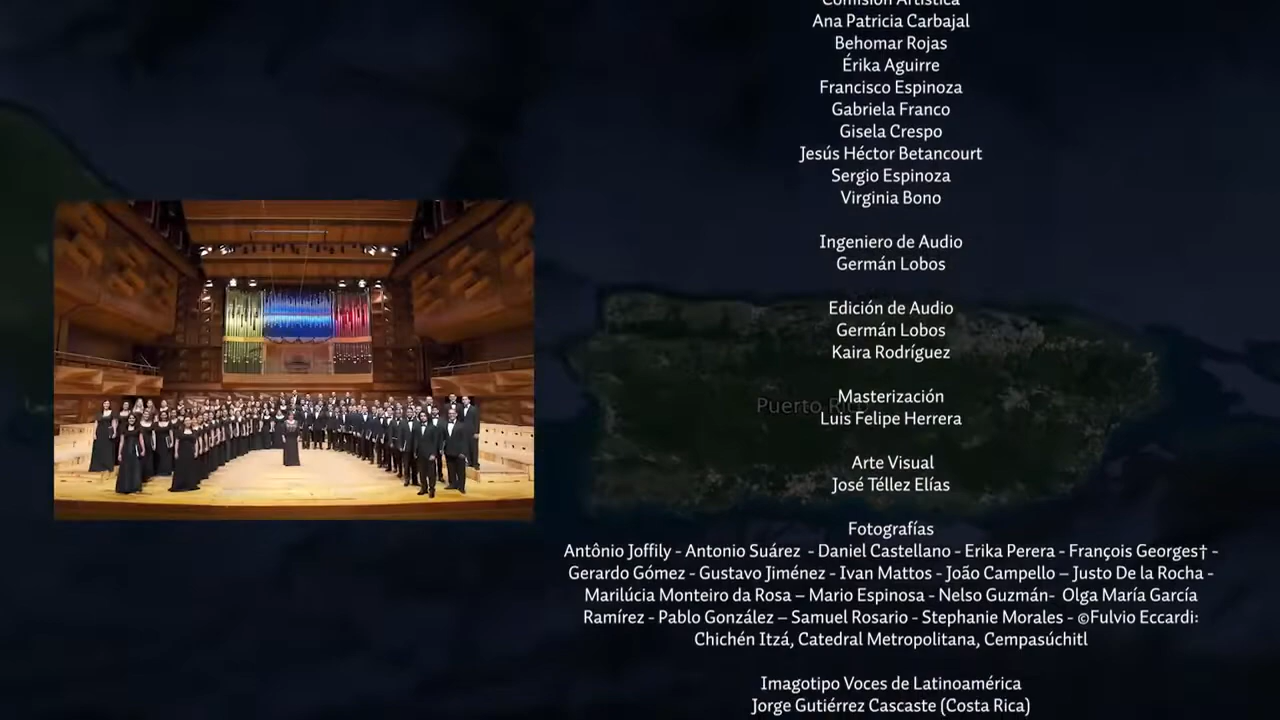 Comisión Artística
Ana Patricia Carbajal
Behomar Rojas
Érika Aguirre
Francisco Espinoza
Gabriela Franco
Gisela Crespo
Jesús Héctor Betancourt
Sergio Espinoza
Virginia Bono
Ingeniero de Audio
Germán Lobos
Edición de Audio
Germán Lobos
Kaira Rodríguez
Masterización
Puerto Rico
Luis Felipe Herrera
Arte Visual
José Téllez Elías
Fotografías
Antônio Joffily - Antonio Suárez  - Daniel Castellano - Erika Perera - François Georges† -
Gerardo Gómez - Gustavo Jiménez - Ivan Mattos - João Campello – Justo De la Rocha -
Marilúcia Monteiro da Rosa – Mario Espinosa - Nelso Guzmán-  Olga María García
Ramírez - Pablo González – Samuel Rosario - Stephanie Morales - ©Fulvio Eccardi:
Chichén Itzá, Catedral Metropolitana, Cempasúchitl
Imagotipo Voces de Latinoamérica
Jorge Gutiérrez Cascaste (Costa Rica)